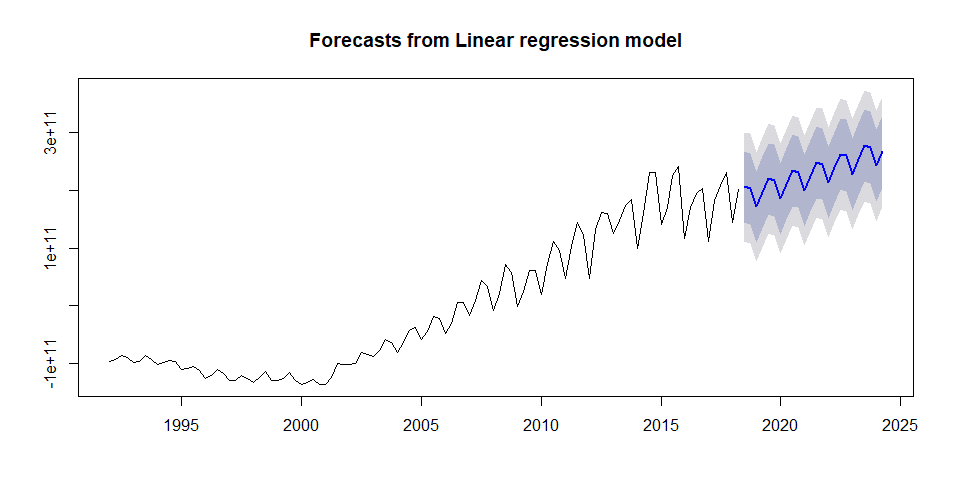 Forecasts from Linear regression model
3e+11
1e+11
-1e+11
1995 2000 2005 2010 2015 2020 2025